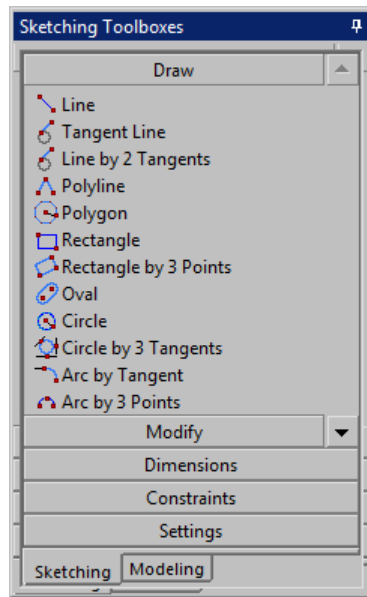 Sketching Toolboxes
Draw
Line
Tangent Line
Line by 2 Tangents
Polyline
Polygon
Rectangle
Rectangle by 3 Points
Oval
Circle
Circle by 3 Tangents
Arc by Tangent
Arc by 3 Points
Modify
Dimensions
Constraints
Settings
Sketching Modeling